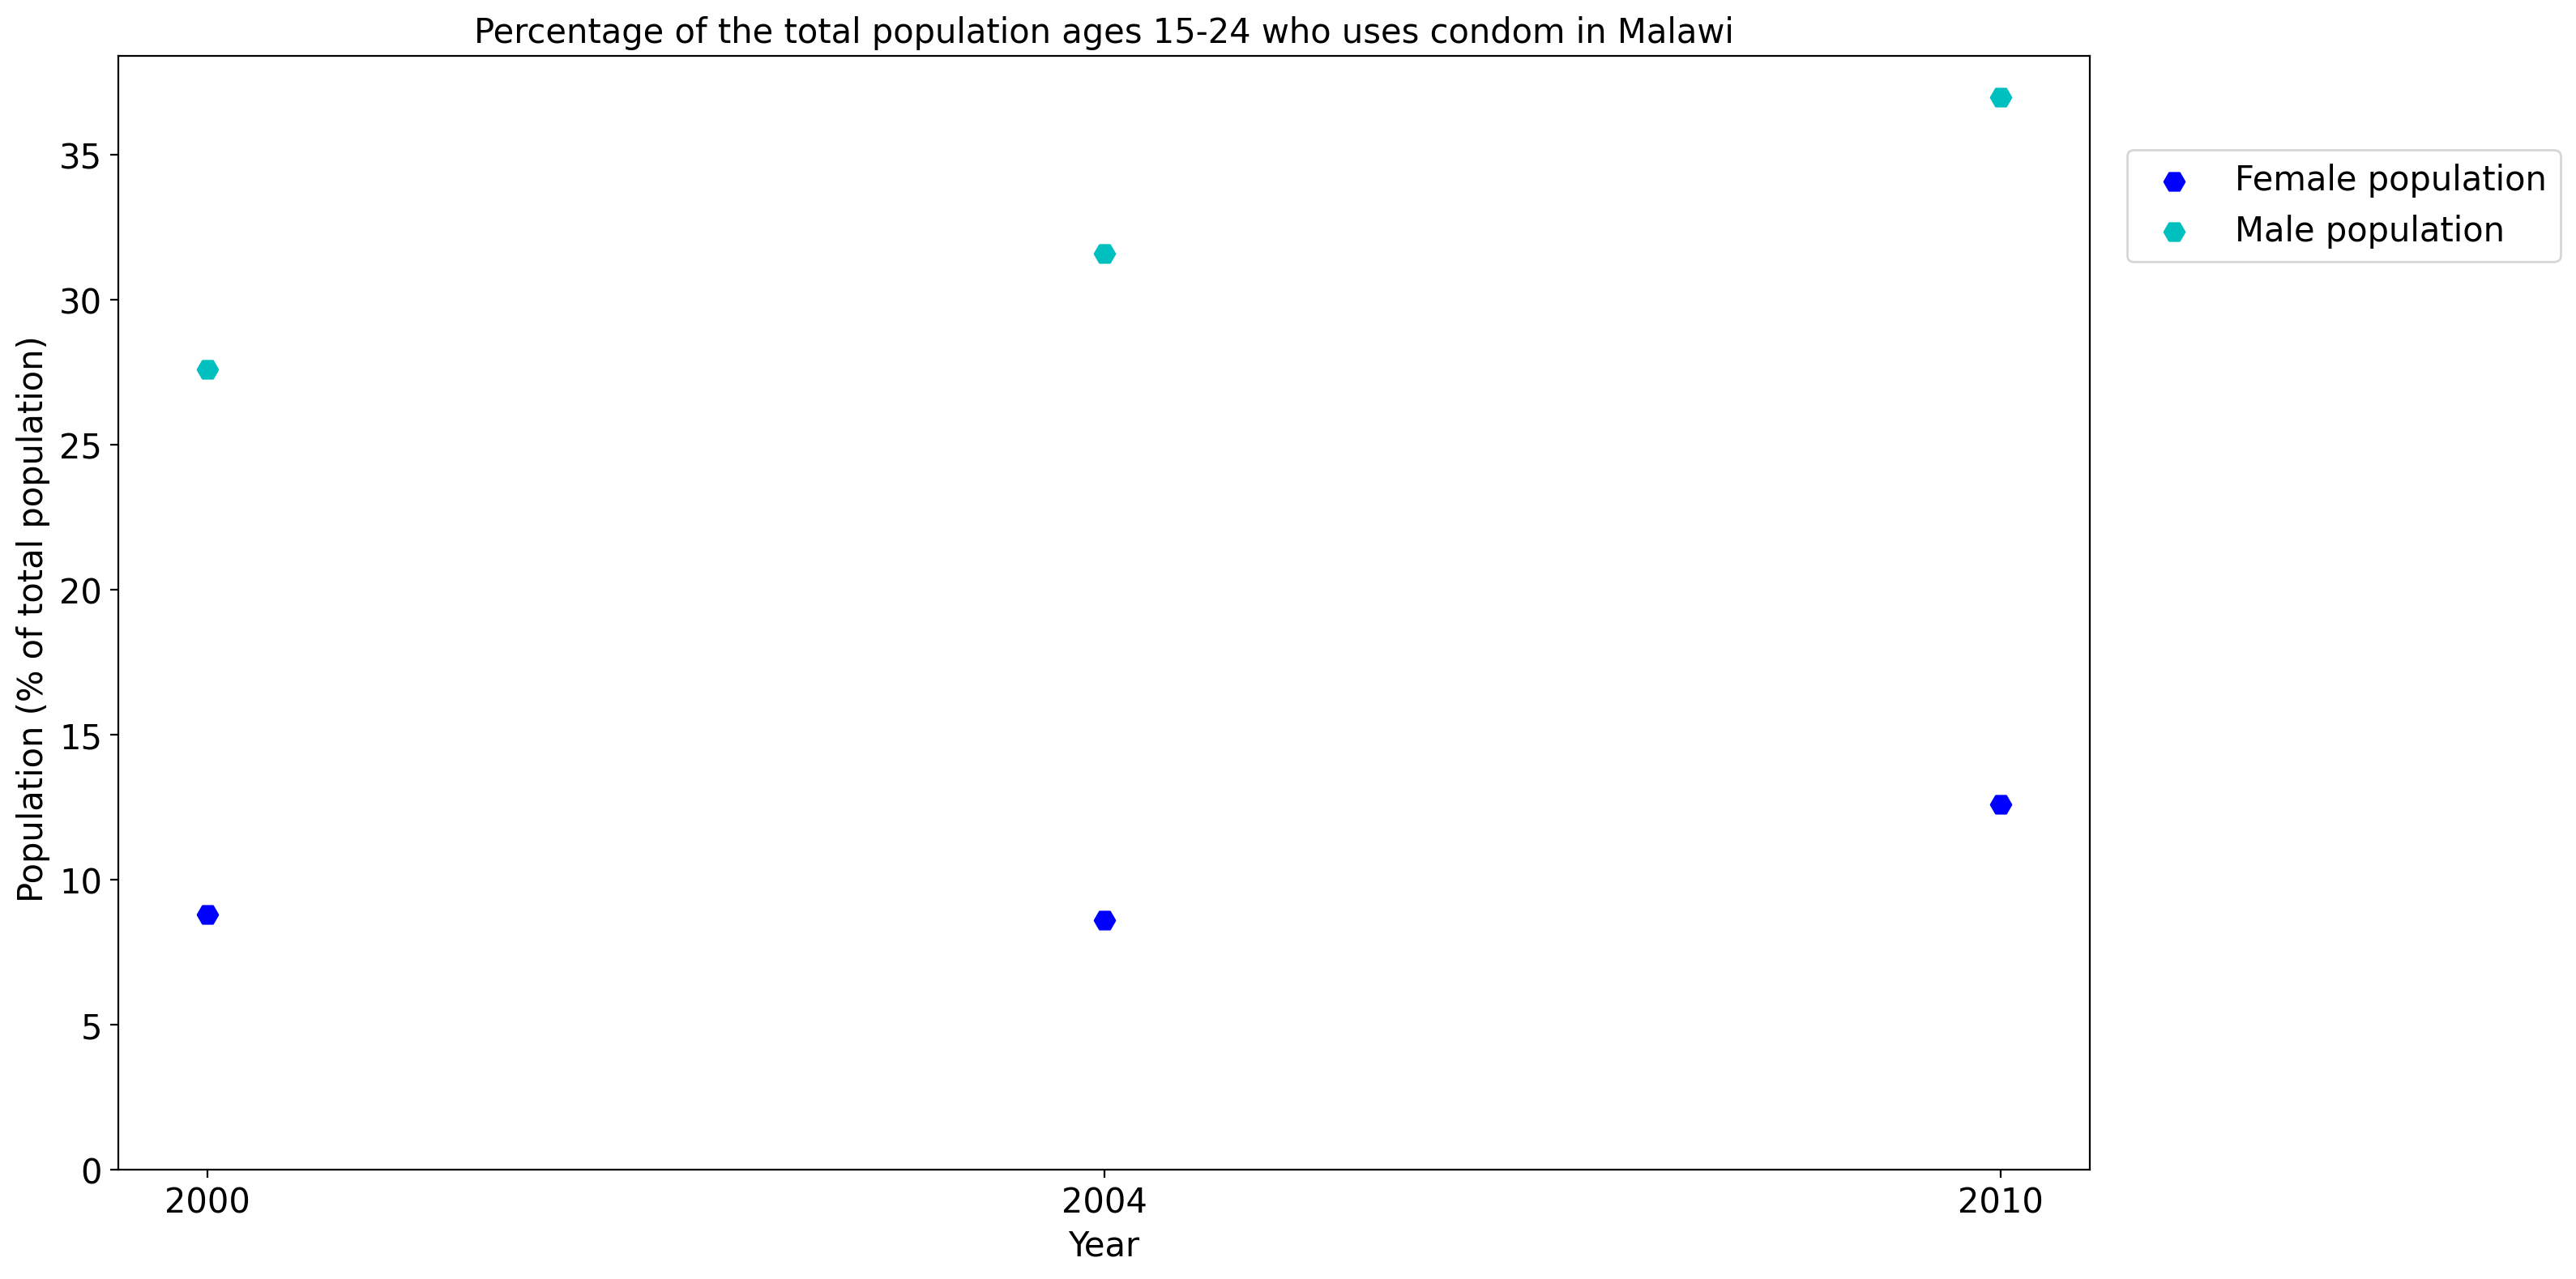 Percentage of the total population ages 15-24 who uses condom in Malawi
Population (% of total population)
35
30
25
20
15
10
5
0
2000
2004
2010
Year
Female population
Male population